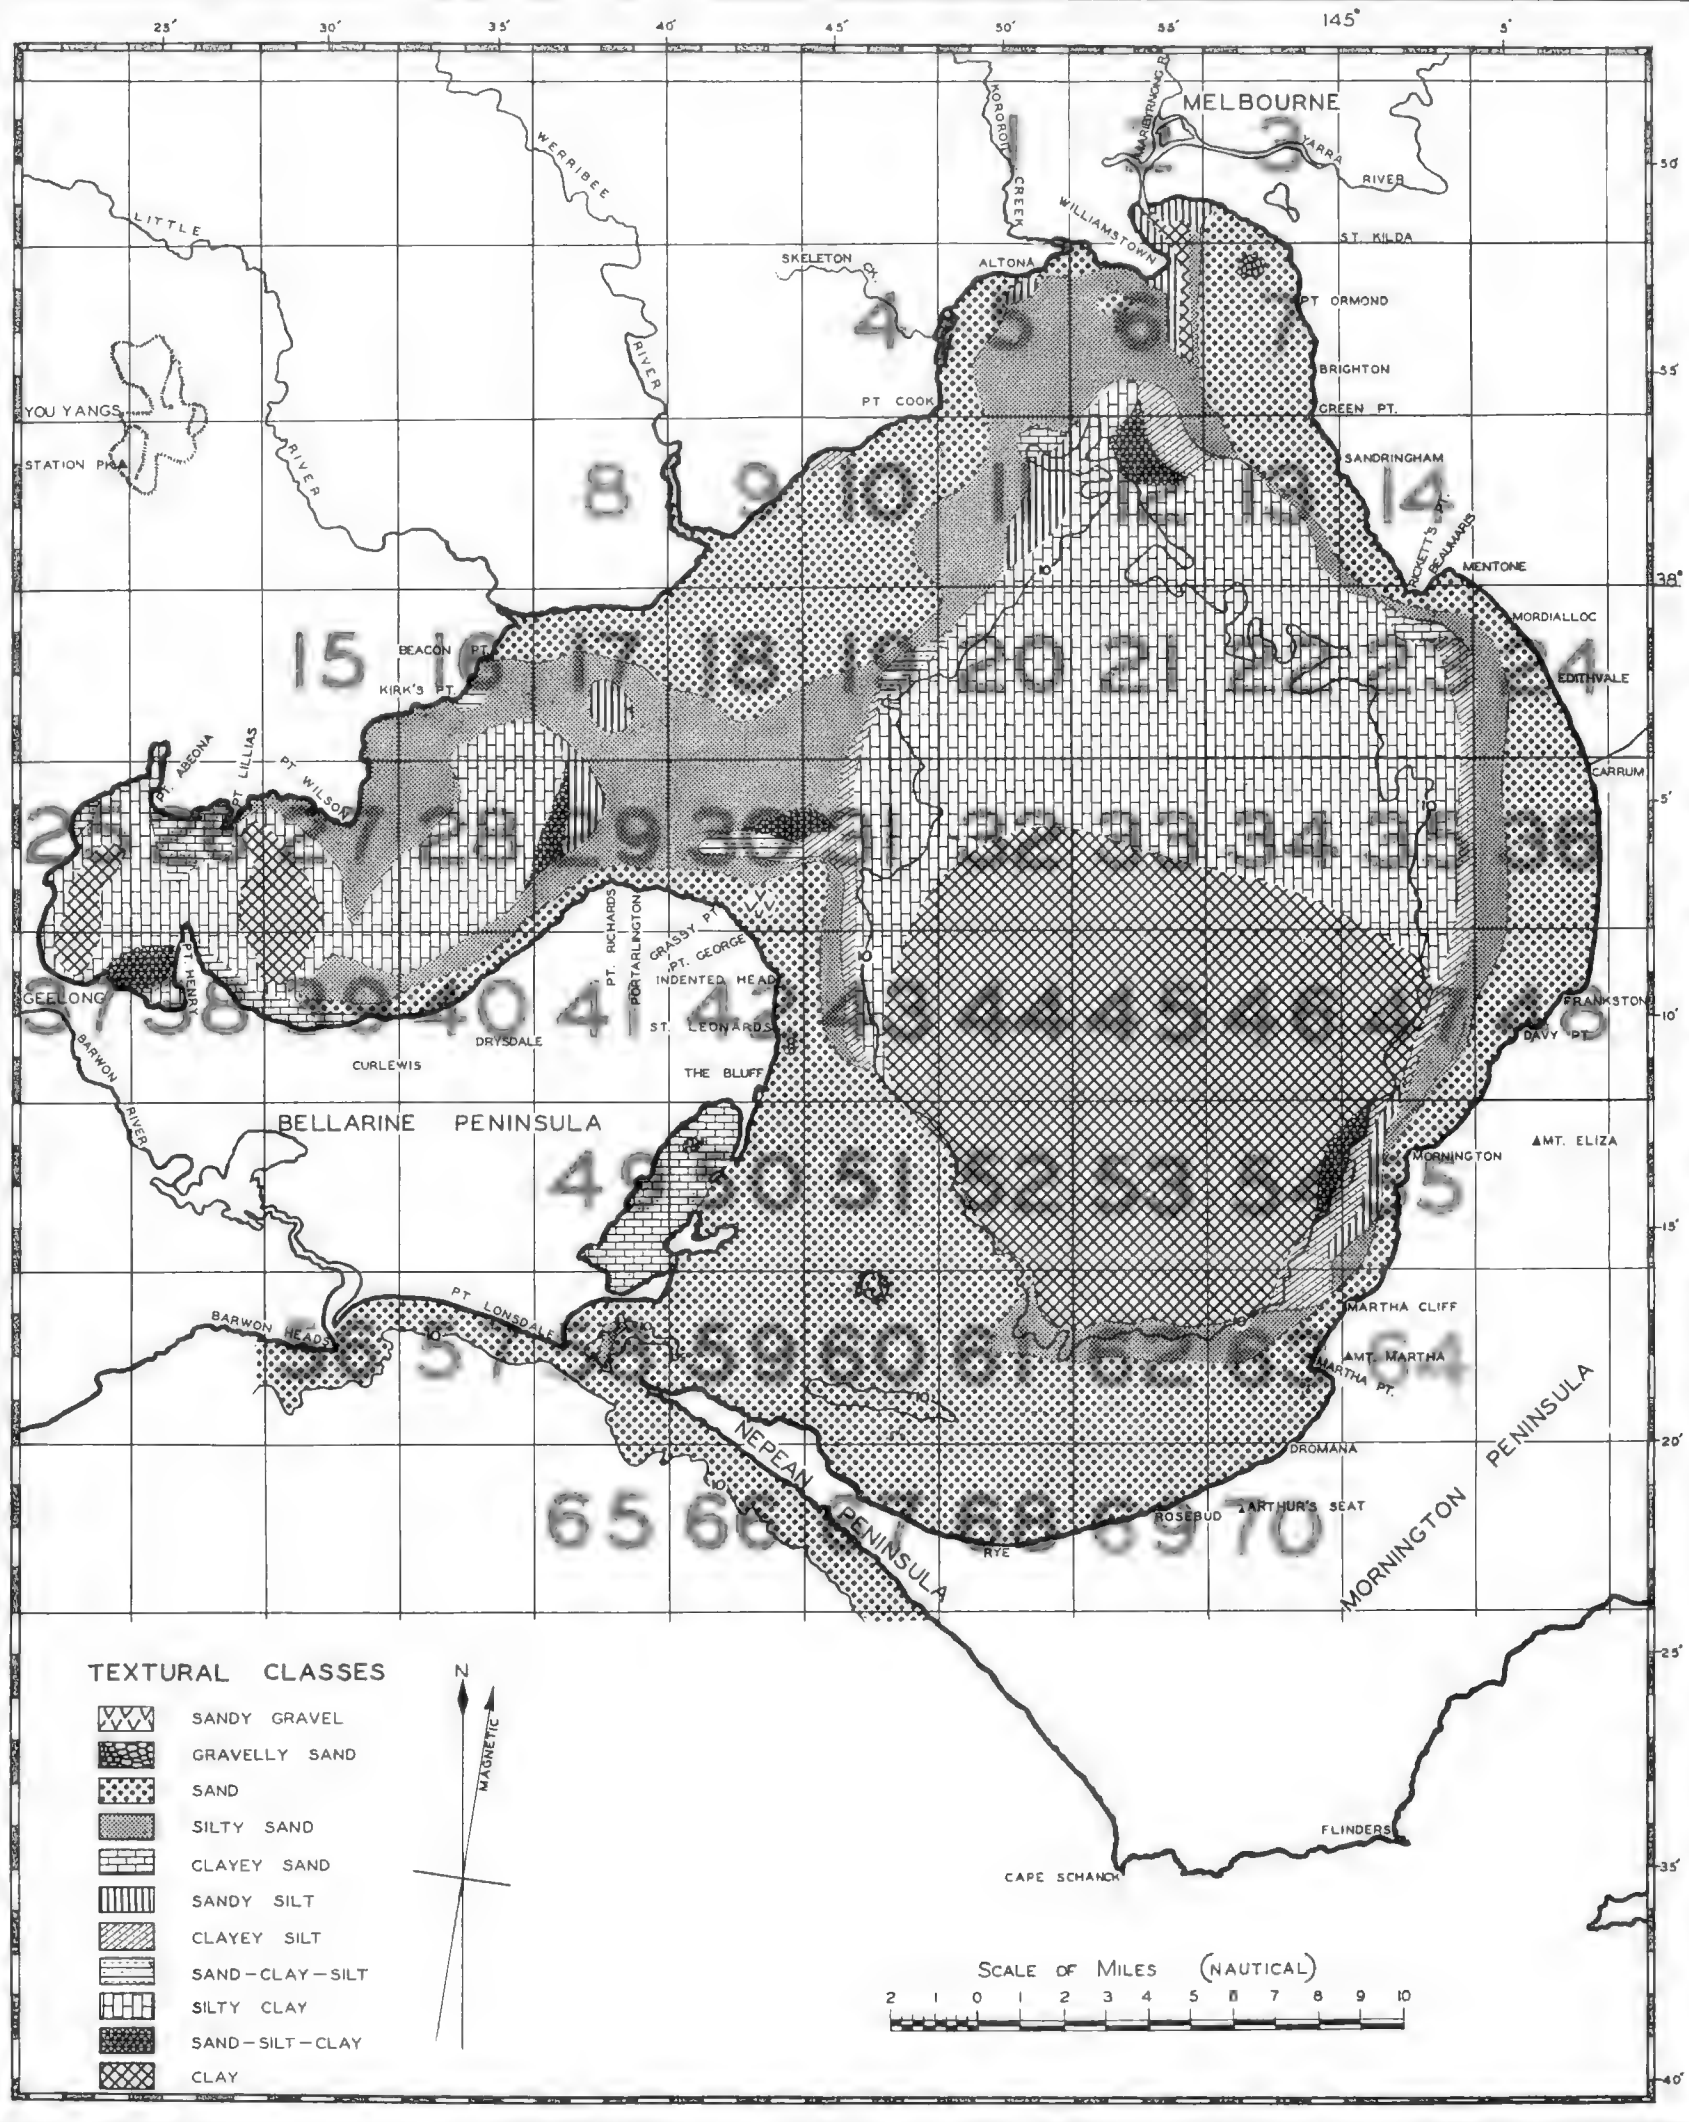 25′ 30′ 35′ 40′ 45′ 50′ 55′ 145° 5′
MELBOURNE
MARIBYRNONG R.
KOROROIT CREEK
1 2 3
YARRA RIVER
50′
WERRIBEE RIVER
LITTLE RIVER
WILLIAMSTOWN
ST. KILDA
SKELETON CK.
ALTONA
4 5 6 7
PT ORMOND
BRIGHTON
55′
YOU YANGS
PT COOK
GREEN PT.
STATION PK.
SANDRINGHAM
8 9 10 11 12 13 14
RICKETT'S PT.
BEAUMARIS
MENTONE
10
38°
MORDIALLOC
BEACON PT.
15 16 17 18 19 20 21 22 23 24
KIRK'S PT.
EDITHVALE
PT. ABEONA
PT LILLIAS
PT WILSON
CARRUM
10
5′
25 26 27 28 29 30 31 32 33 34 35 36
PT. RICHARDS
PORTARLINGTON
GRASSY PT
PT. GEORGE
INDENTED HEAD
10
PT HENRY
GEELONG
FRANKSTON
37 38 39 40 41 42 43 44 45 46 47 48
ST. LEONARDS
10′
DAVY PT.
DRYSDALE
CURLEWIS
THE BLUFF
BARWON RIVER
BELLARINE PENINSULA
MT. ELIZA
MORNINGTON
49 50 51 52 53 54 55
15′
PT LONSDALE
BARWON HEADS
MARTHA CLIFF
10
10
10
56 57 58 59 60 61 62 63 64
MT. MARTHA
MARTHA PT.
10
NEPEAN PENINSULA
DROMANA
20′
MORNINGTON PENINSULA
10
65 66 67 68 69 70
ROSEBUD
ARTHUR'S SEAT
RYE
25′
TEXTURAL CLASSES
SANDY GRAVEL
GRAVELLY SAND
SAND
SILTY SAND
CLAYEY SAND
SANDY SILT
CLAYEY SILT
SAND-CLAY-SILT
SILTY CLAY
SAND-SILT-CLAY
CLAY
N
MAGNETIC
FLINDERS
CAPE SCHANCK
35′
SCALE OF MILES (NAUTICAL)
2 1 0 1 2 3 4 5 6 7 8 9 10
40′